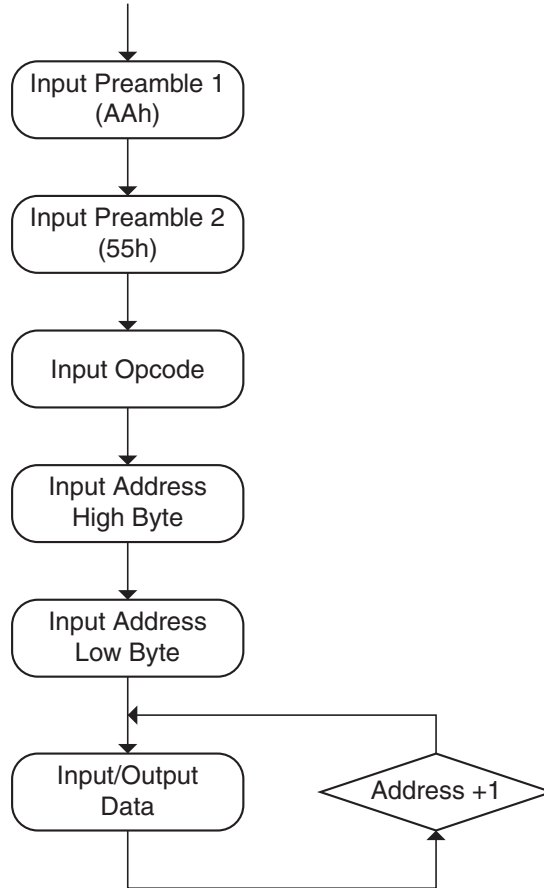 Input Preamble 1
(AAh)
Input Preamble 2
(55h)
Input Opcode
Input Address
High Byte
Input Address
Low Byte
Input/Output
Data
Address +1